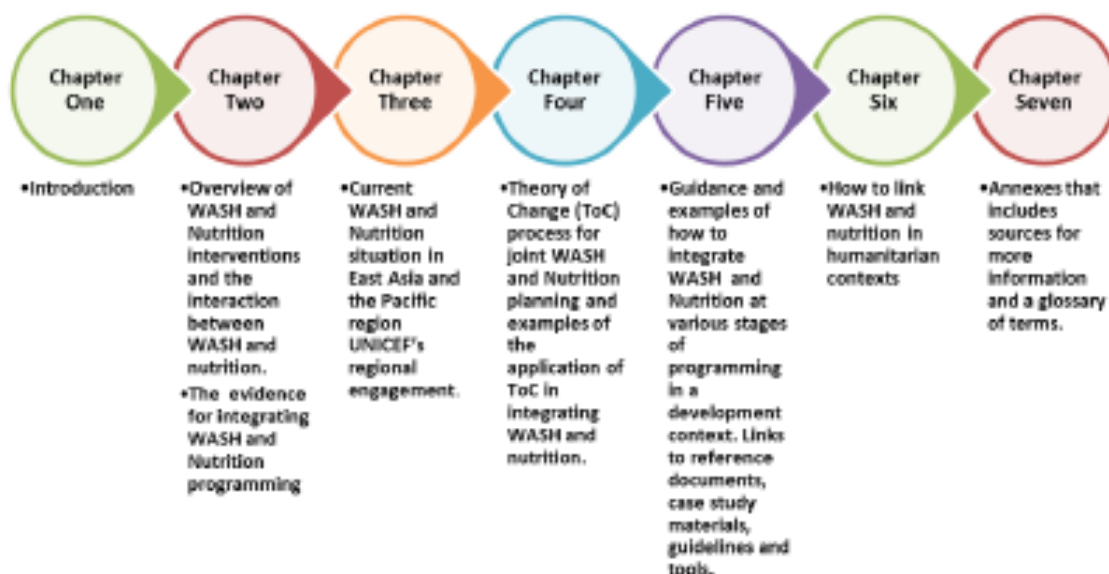 Chapter
One
Chapter
Two
Chapter
Three
Chapter
Four
Chapter
Five
Chapter
Six
Chapter
Seven
•Introduction
•Overview of
WASH and
Nutrition
interventions
and the
interaction
between
WASH and
nutrition.
•The evidence
for integrating
WASH and
Nutrition
programming
•Current
WASH and
Nutrition
situation in
East Asia and
the Pacific
region
UNICEF's
regional
engagement.
•Theory of
Change (ToC)
process for
joint WASH
and Nutrition
planning and
examples of
the
application of
ToC in
integrating
WASH and
nutrition.
•Guidance and
examples of
how to
integrate
WASH and
Nutrition at
various stages
of
programming
in a
development
context. Links
to reference
documents,
case study
materials,
guidelines and
tools.
•How to link
WASH and
nutrition in
humanitarian
contexts
•Annexes that
includes
sources for
more
information
and a glossary
of terms.